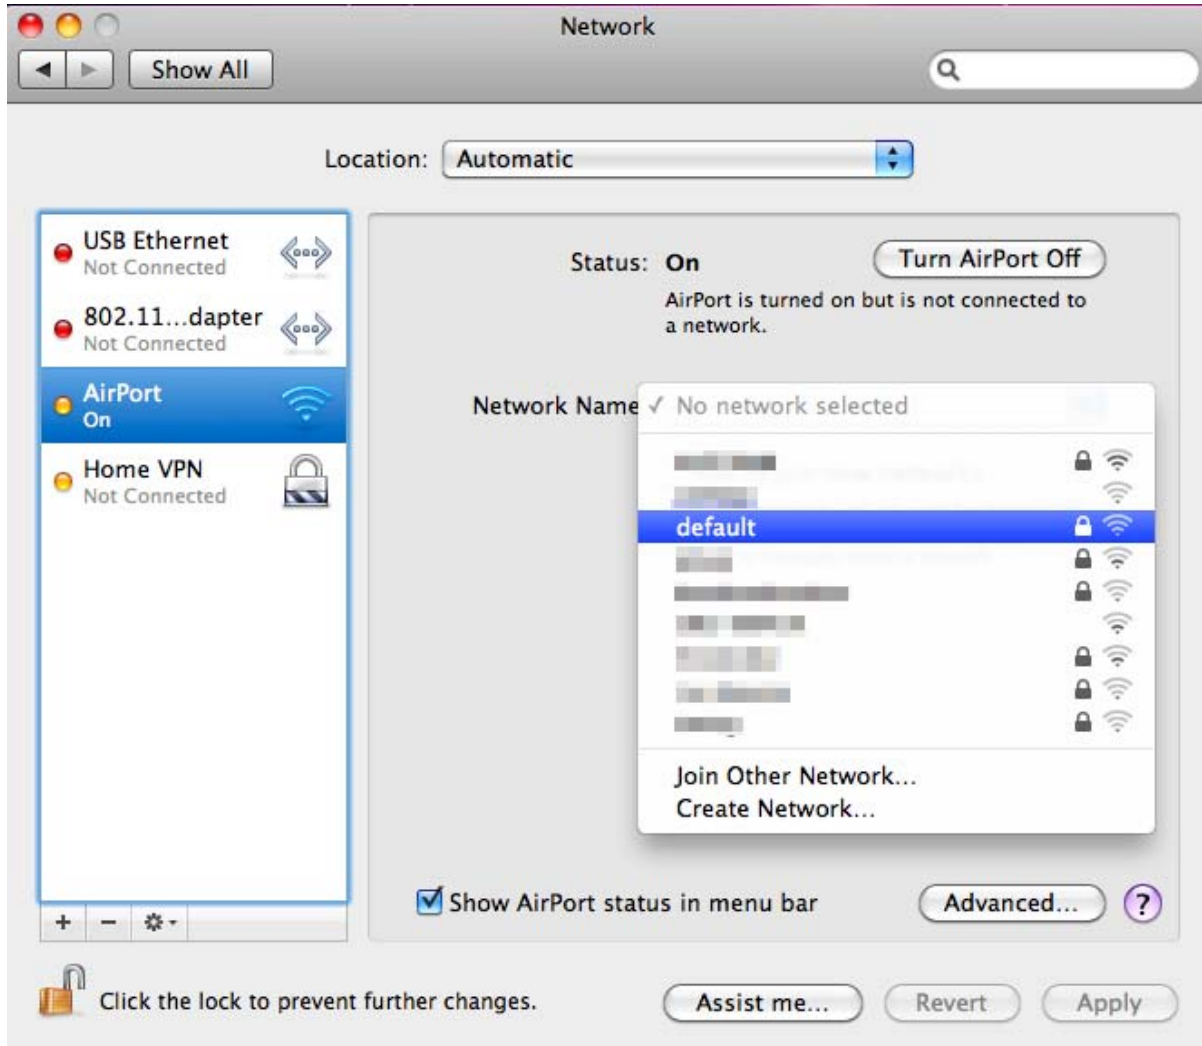 Network
Show All
Location: Automatic
USB Ethernet
Not Connected
802.11...dapter
Not Connected
AirPort
On
Home VPN
Not Connected
Status: On
Turn AirPort Off
AirPort is turned on but is not connected to
a network.
Network Name
✓ No network selected
default
Join Other Network...
Create Network...
Show AirPort status in menu bar
Advanced...
?
Click the lock to prevent further changes.
Assist me...
Revert
Apply